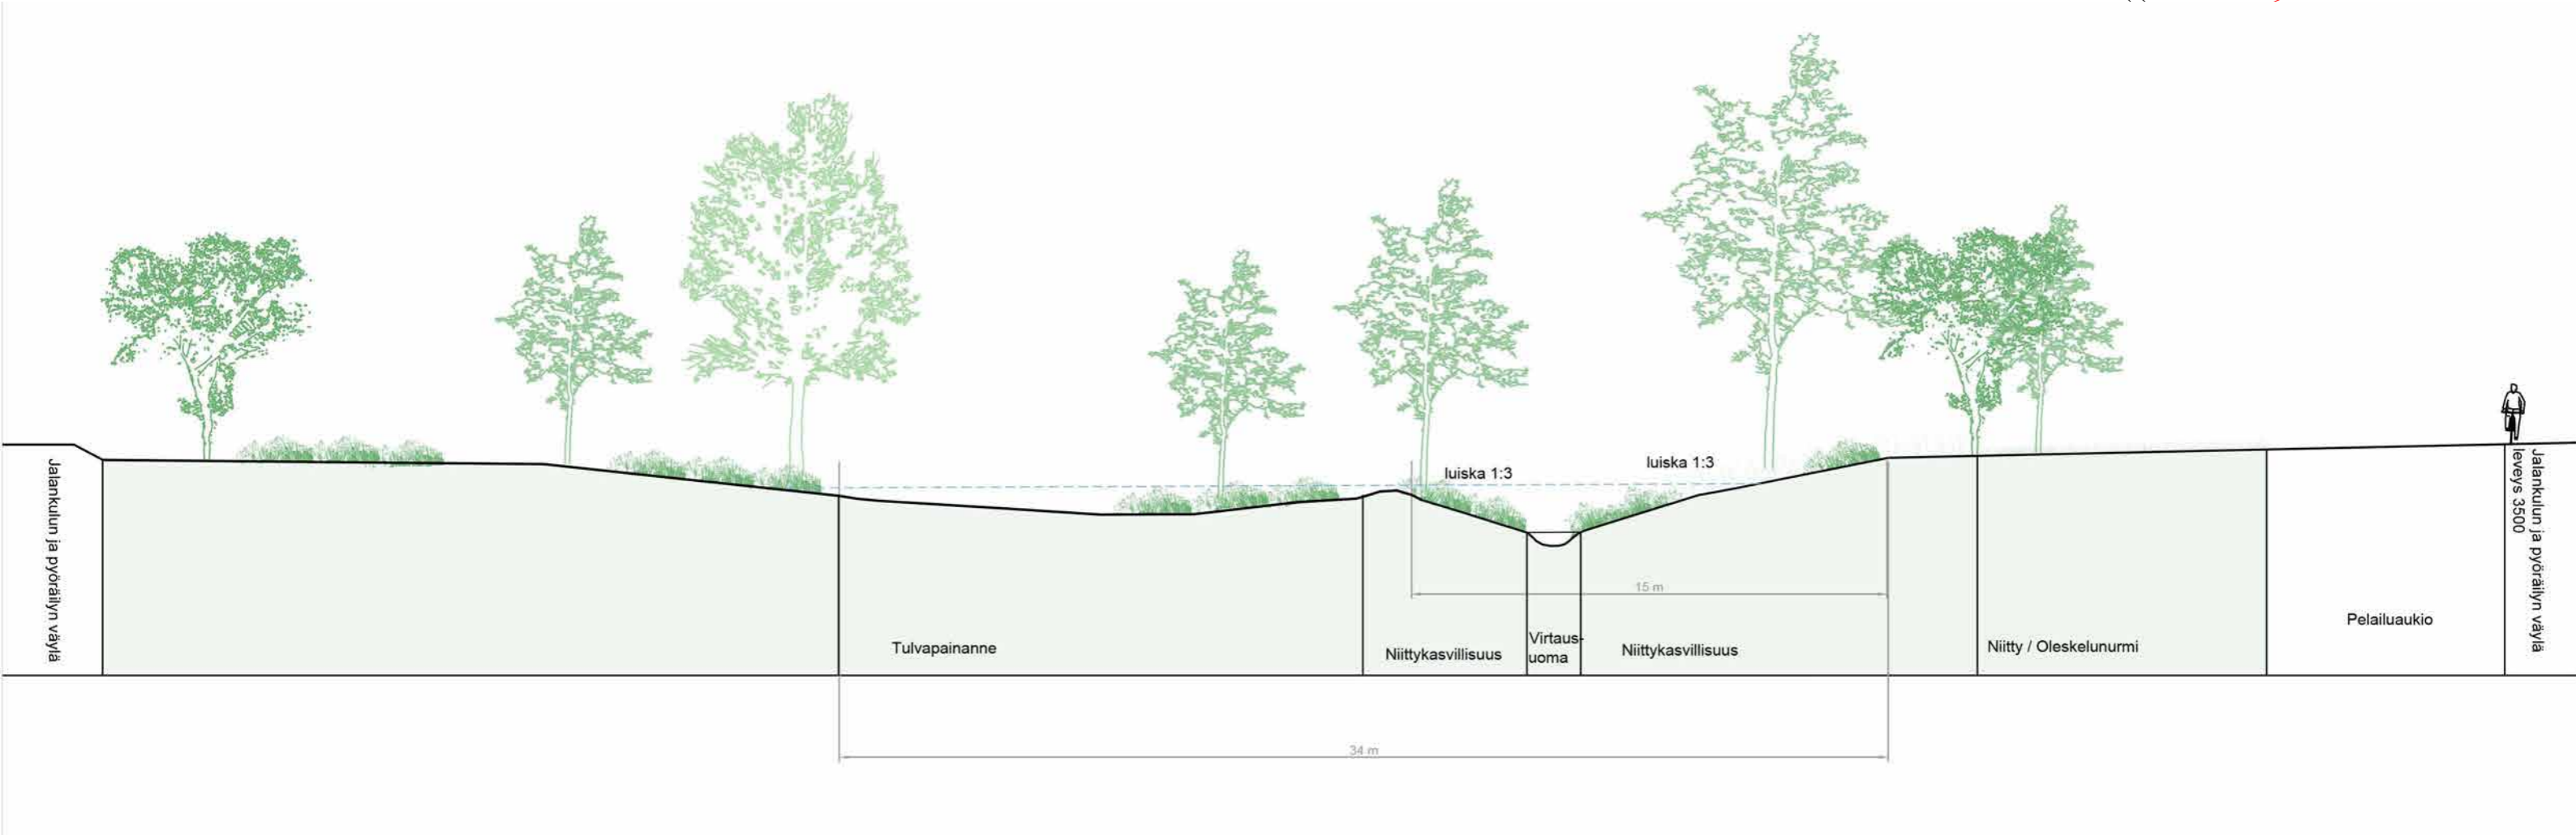 luiska 1:3
luiska 1:3
Jalankulun ja pyöräilyn väylä
Jalankulun ja pyöräilyn väylä
leveys 3500
15 m
Tulvapainanne
Niittykasvillisuus
Virtaus-
uoma
Niittykasvillisuus
Niitty / Oleskelunurmi
Pelailuaukio
34 m